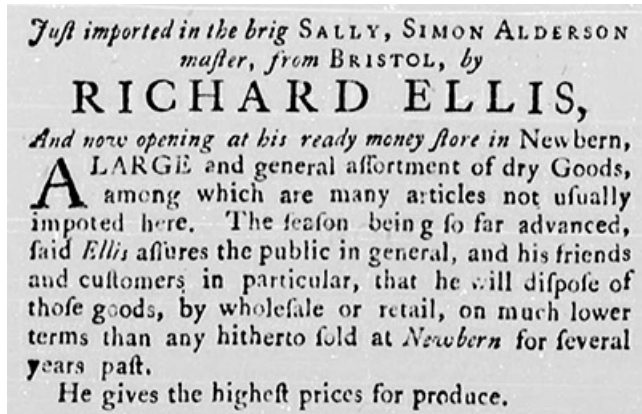 Juſt imported in the brig SALLY, SIMON ALDERSON
maſter, from BRISTOL, by
RICHARD ELLIS,
And now opening at his ready money ſtore in Newbern,
A LARGE and general aſſortment of dry Goods,
among which are many articles not uſually
impoted here. The ſeaſon being ſo far advanced,
ſaid Ellis aſſures the public in general, and his friends
and cuſtomers in particular, that he will diſpoſe of
thoſe goods, by wholeſale or retail, on much lower
terms than any hitherto ſold at Newbern for ſeveral
years paſt.
He gives the higheſt prices for produce.